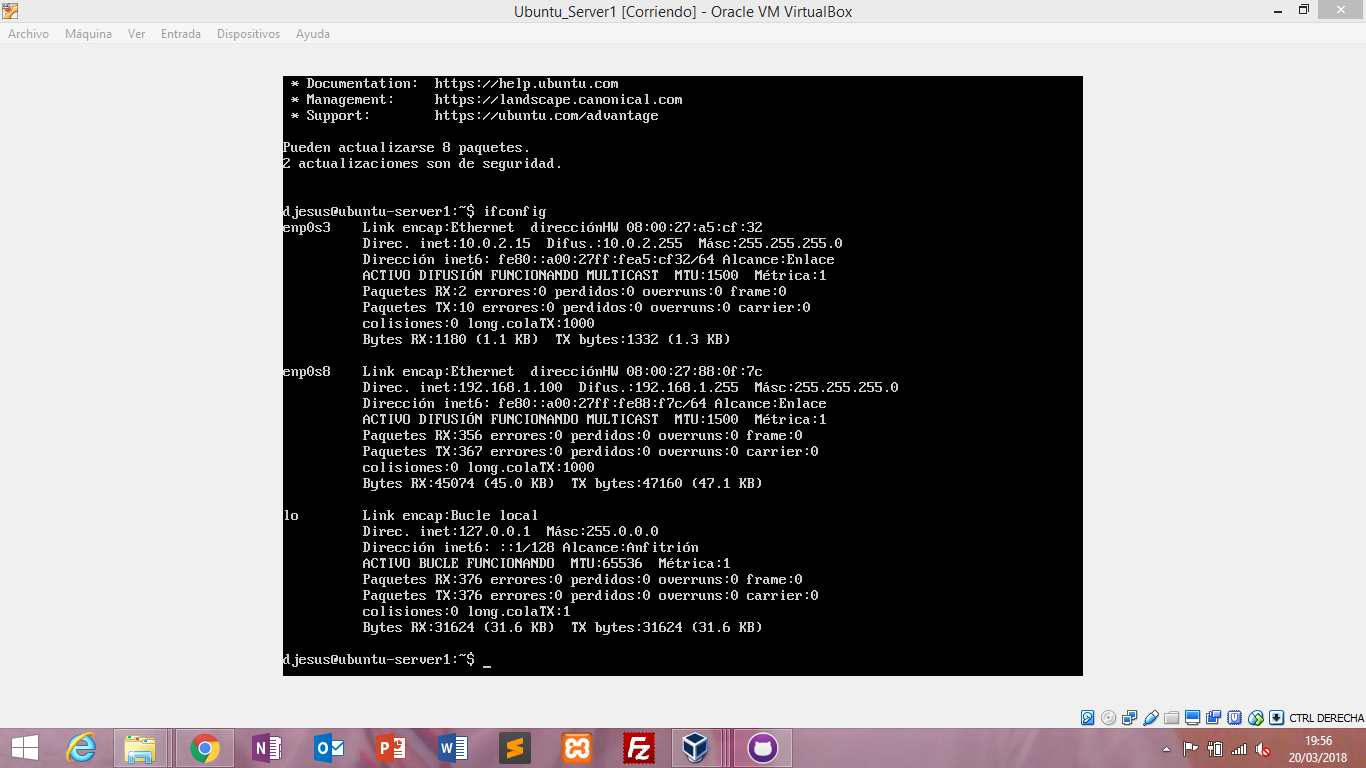 Ubuntu_Server1 [Corriendo] - Oracle VM VirtualBox
Archivo Máquina Ver Entrada Dispositivos Ayuda
* Documentation: https://help.ubuntu.com
* Management: https://landscape.canonical.com
* Support: https://ubuntu.com/advantage
Pueden actualizarse 8 paquetes.
2 actualizaciones son de seguridad.
djesus@ubuntu-server1:~$ ifconfig
enp0s3 Link encap:Ethernet direcciónHW 08:00:27:a5:cf:32
Direc. inet:10.0.2.15 Difus.:10.0.2.255 Másc:255.255.255.0
Dirección inet6: fe80::a00:27ff:fea5:cf32/64 Alcance:Enlace
ACTIVO DIFUSIÓN FUNCIONANDO MULTICAST MTU:1500 Métrica:1
Paquetes RX:2 errores:0 perdidos:0 overruns:0 frame:0
Paquetes TX:10 errores:0 perdidos:0 overruns:0 carrier:0
colisiones:0 long.colaTX:1000
Bytes RX:1180 (1.1 KB) TX bytes:1332 (1.3 KB)
enp0s8 Link encap:Ethernet direcciónHW 08:00:27:88:0f:7c
Direc. inet:192.168.1.100 Difus.:192.168.1.255 Másc:255.255.255.0
Dirección inet6: fe80::a00:27ff:fe88:f7c/64 Alcance:Enlace
ACTIVO DIFUSIÓN FUNCIONANDO MULTICAST MTU:1500 Métrica:1
Paquetes RX:356 errores:0 perdidos:0 overruns:0 frame:0
Paquetes TX:367 errores:0 perdidos:0 overruns:0 carrier:0
colisiones:0 long.colaTX:1000
Bytes RX:45074 (45.0 KB) TX bytes:47160 (47.1 KB)
lo Link encap:Bucle local
Direc. inet:127.0.0.1 Másc:255.0.0.0
Dirección inet6: ::1/128 Alcance:Anfitrión
ACTIVO BUCLE FUNCIONANDO MTU:65536 Métrica:1
Paquetes RX:376 errores:0 perdidos:0 overruns:0 frame:0
Paquetes TX:376 errores:0 perdidos:0 overruns:0 carrier:0
colisiones:0 long.colaTX:1
Bytes RX:31624 (31.6 KB) TX bytes:31624 (31.6 KB)
djesus@ubuntu-server1:~$ _
CTRL DERECHA
19:56
20/03/2018